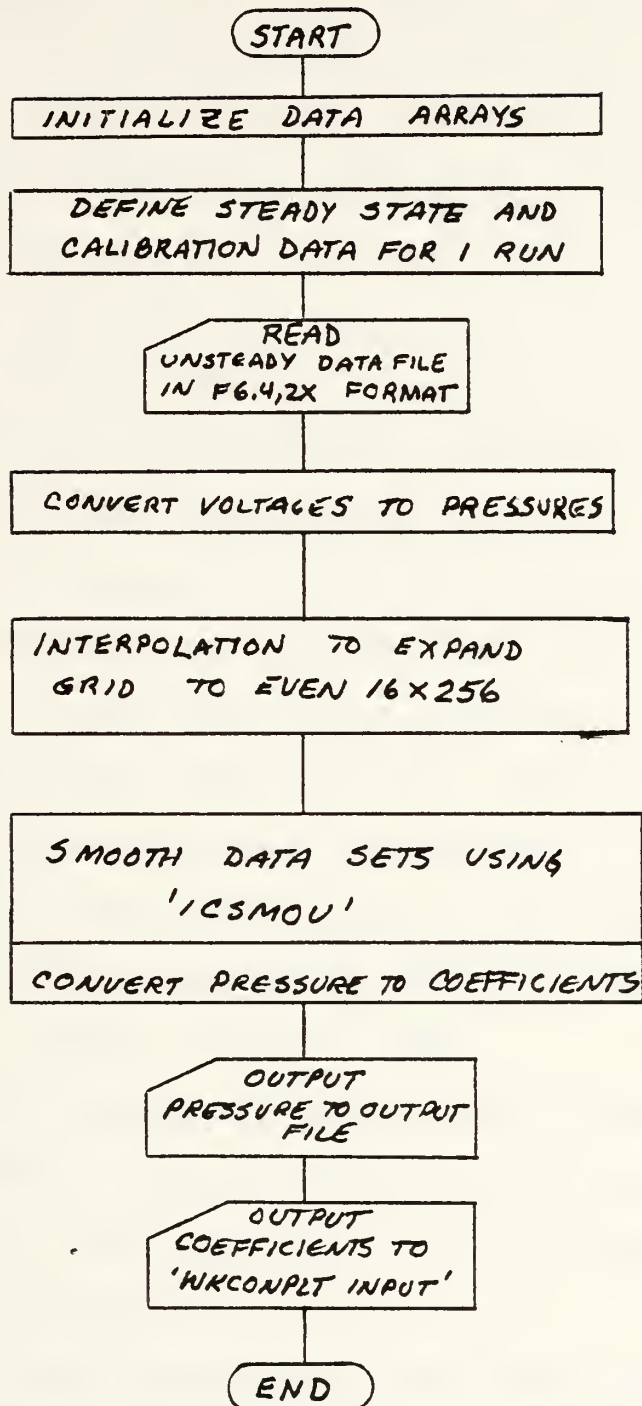 START
INITIALIZE DATA ARRAYS
DEFINE STEADY STATE AND
CALIBRATION DATA FOR 1 RUN
READ
UNSTEADY DATA FILE
IN F6.4,2X FORMAT
CONVERT VOLTAGES TO PRESSURES
INTERPOLATION TO EXPAND
GRID TO EVEN 16X256
SMOOTH DATA SETS USING
'ICSMOU'
CONVERT PRESSURE TO COEFFICIENTS
OUTPUT
PRESSURE TO OUTPUT
FILE
OUTPUT
COEFFICIENTS TO
'WKCONPLT INPUT'
END